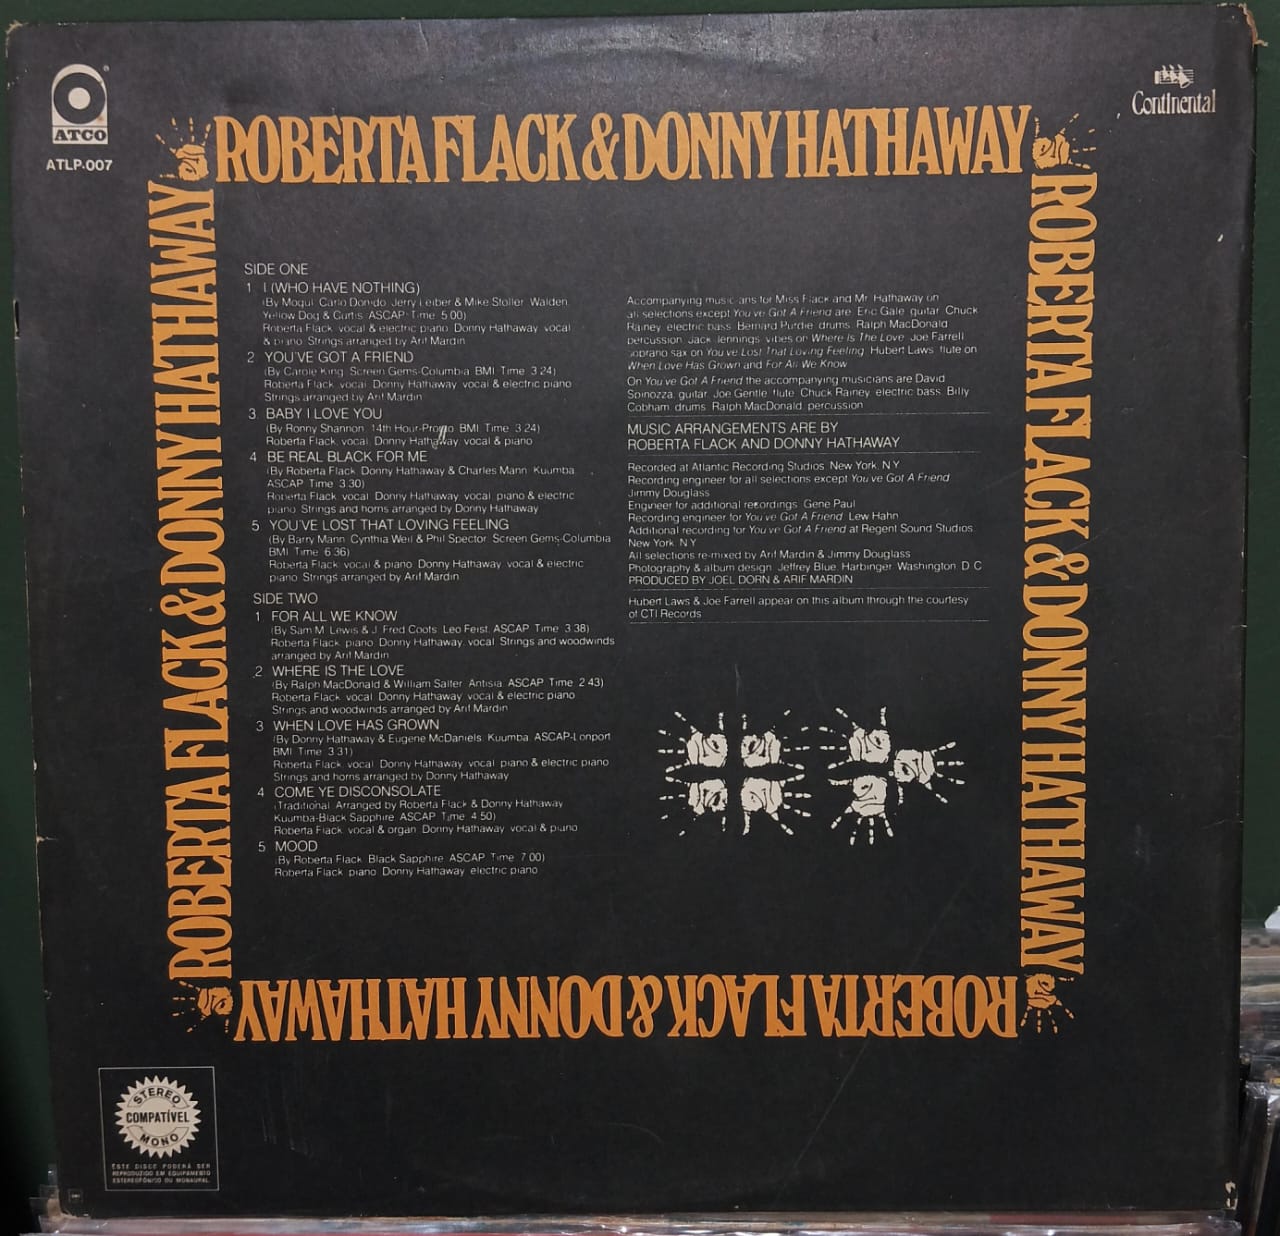 ATCO
ATLP-007
Continental
ROBERTA FLACK & DONNY HATHAWAY
ROBERTA FLACK & DONNY HATHAWAY
ROBERTA FLACK & DONNY HATHAWAY
ROBERTA FLACK & DONNY HATHAWAY
SIDE ONE
1 I (WHO HAVE NOTHING)
(By Mogul, Carlo Donido, Jerry Leiber & Mike Stoller, Walden,
Yellow Dog & Curtis, ASCAP Time: 5:00)
Roberta Flack, vocal & electric piano. Donny Hathaway, vocal
& piano. Strings arranged by Arif Mardin
2 YOU'VE GOT A FRIEND
(By Carole King, Screen Gems-Columbia, BMI Time: 3:24)
Roberta Flack, vocal. Donny Hathaway, vocal & electric piano
Strings arranged by Arif Mardin
3 BABY I LOVE YOU
(By Ronny Shannon, 14th Hour-Pronto, BMI Time: 3:24)
Roberta Flack, vocal. Donny Hathaway, vocal & piano
4 BE REAL BLACK FOR ME
(By Roberta Flack, Donny Hathaway & Charles Mann, Kuumba,
ASCAP Time: 3:30)
Roberta Flack, vocal. Donny Hathaway, vocal, piano & electric
piano. Strings and horns arranged by Donny Hathaway
5 YOU'VE LOST THAT LOVING FEELING
(By Barry Mann, Cynthia Weil & Phil Spector, Screen Gems-Columbia
BMI Time: 6:36)
Roberta Flack, vocal & piano. Donny Hathaway, vocal & electric
piano. Strings arranged by Arif Mardin
SIDE TWO
1 FOR ALL WE KNOW
(By Sam M. Lewis & J. Fred Coots, Leo Feist, ASCAP Time: 3:38)
Roberta Flack, piano. Donny Hathaway, vocal. Strings and woodwinds
arranged by Arif Mardin
2 WHERE IS THE LOVE
(By Ralph MacDonald & William Salter, Antisia, ASCAP Time: 2:43)
Roberta Flack, vocal. Donny Hathaway, vocal & electric piano
Strings and woodwinds arranged by Arif Mardin
3 WHEN LOVE HAS GROWN
(By Donny Hathaway & Eugene McDaniels, Kuumba, ASCAP-Lonport
BMI Time: 3:31)
Roberta Flack, vocal. Donny Hathaway, vocal, piano & electric piano
Strings and horns arranged by Donny Hathaway
4 COME YE DISCONSOLATE
(Traditional. Arranged by Roberta Flack & Donny Hathaway
Kuumba-Black Sapphire, ASCAP Time: 4:50)
Roberta Flack, vocal & organ. Donny Hathaway, vocal & piano
5 MOOD
(By Roberta Flack, Black Sapphire, ASCAP Time: 7:00)
Roberta Flack, piano. Donny Hathaway, electric piano
Accompanying musicians for Miss Flack and Mr. Hathaway on
all selections except You've Got A Friend are: Eric Gale, guitar. Chuck
Rainey, electric bass. Bernard Purdie, drums. Ralph MacDonald
percussion. Jack Jennings, vibes on Where Is The Love. Joe Farrell
soprano sax on You've Lost That Loving Feeling. Hubert Laws, flute on
When Love Has Grown and For All We Know
On You've Got A Friend the accompanying musicians are David
Spinozza, guitar. Joe Gentle, flute. Chuck Rainey, electric bass. Billy
Cobham, drums. Ralph MacDonald, percussion
MUSIC ARRANGEMENTS ARE BY
ROBERTA FLACK AND DONNY HATHAWAY
Recorded at Atlantic Recording Studios, New York, N.Y.
Recording engineer for all selections except You've Got A Friend
Jimmy Douglass
Engineer for additional recordings: Gene Paul
Recording engineer for You've Got A Friend: Lew Hahn
Additional recording for You've Got A Friend at Regent Sound Studios
New York, N.Y.
All selections re-mixed by Arif Mardin & Jimmy Douglass
Photography & album design: Jeffrey Blue, Harbinger, Washington, D.C.
PRODUCED BY JOEL DORN & ARIF MARDIN
Hubert Laws & Joe Farrell appear on this album through the courtesy
of CTI Records
STEREO
COMPATÍVEL
MONO
ESTE DISCO PODERÁ SER
REPRODUZIDO EM EQUIPAMENTO
ESTEREOFÔNICO OU MONAURAL